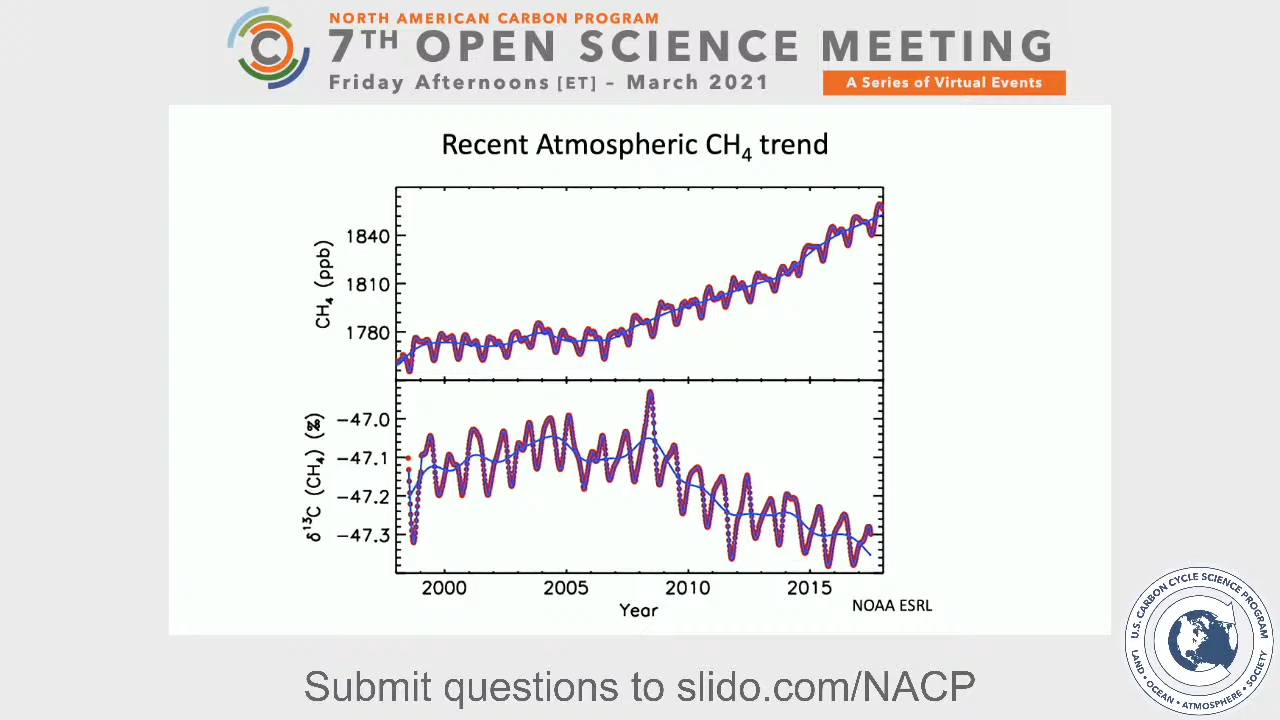 NORTH AMERICAN CARBON PROGRAM
C
7TH OPEN SCIENCE MEETING
Friday Afternoons [ET] – March 2021
A Series of Virtual Events
Recent Atmospheric CH₄ trend
CH₄ (ppb)
1840
1810
1780
δ¹³C (CH₄) (‰)
−47.0
−47.1
−47.2
−47.3
2000 2005 2010 2015
Year
NOAA ESRL
U.S. CARBON CYCLE SCIENCE PROGRAM
LAND • OCEAN • ATMOSPHERE • SOCIETY
Submit questions to slido.com/NACP